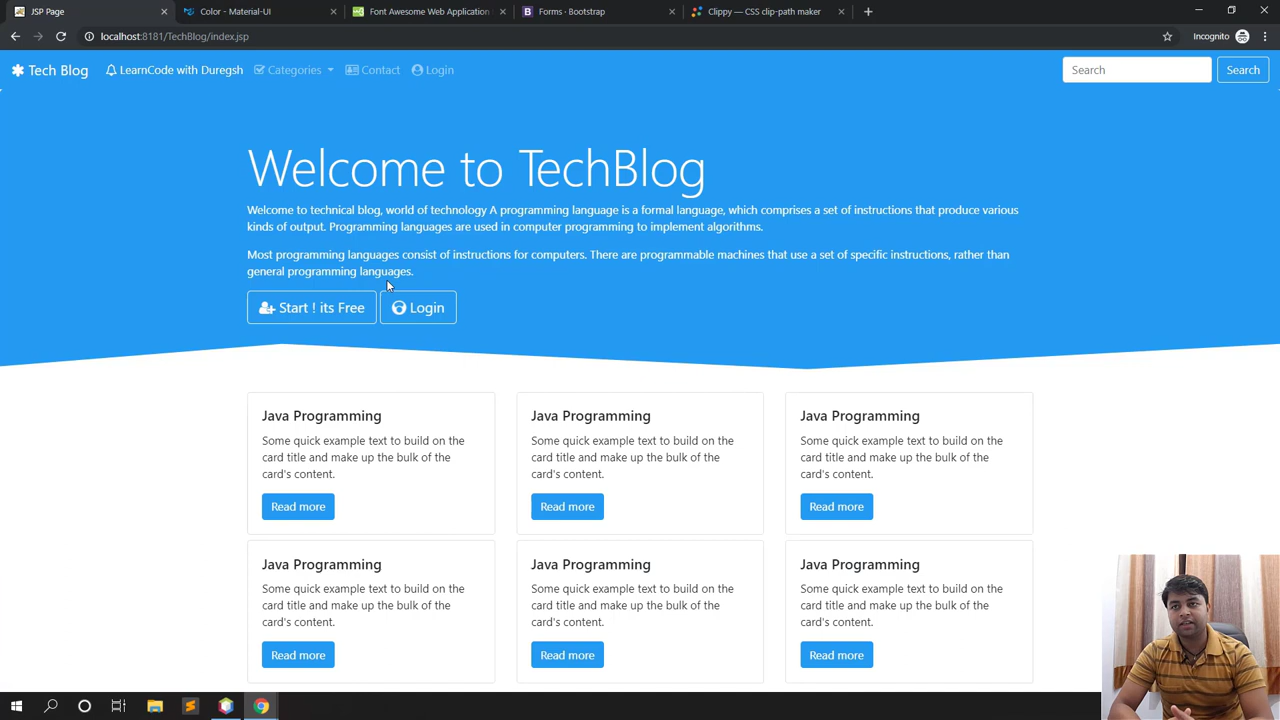 JSP Page
Color - Material-UI
Font Awesome Web Application
Forms · Bootstrap
Clippy — CSS clip-path maker
localhost:8181/TechBlog/index.jsp
Incognito
Tech Blog
LearnCode with Duregsh
Categories
Contact
Login
Search
Search
Welcome to TechBlog
Welcome to technical blog, world of technology A programming language is a formal language, which comprises a set of instructions that produce various
kinds of output. Programming languages are used in computer programming to implement algorithms.
Most programming languages consist of instructions for computers. There are programmable machines that use a set of specific instructions, rather than
general programming languages.
Start ! its Free
Login
Java Programming
Some quick example text to build on the
card title and make up the bulk of the
card's content.
Read more
Java Programming
Some quick example text to build on the
card title and make up the bulk of the
card's content.
Read more
Java Programming
Some quick example text to build on the
card title and make up the bulk of the
card's content.
Read more
Java Programming
Some quick example text to build on the
card title and make up the bulk of the
card's content.
Read more
Java Programming
Some quick example text to build on the
card title and make up the bulk of the
card's content.
Read more
Java Programming
Some quick example text to build on the
card title and make up the bulk of the
card's content.
Read more